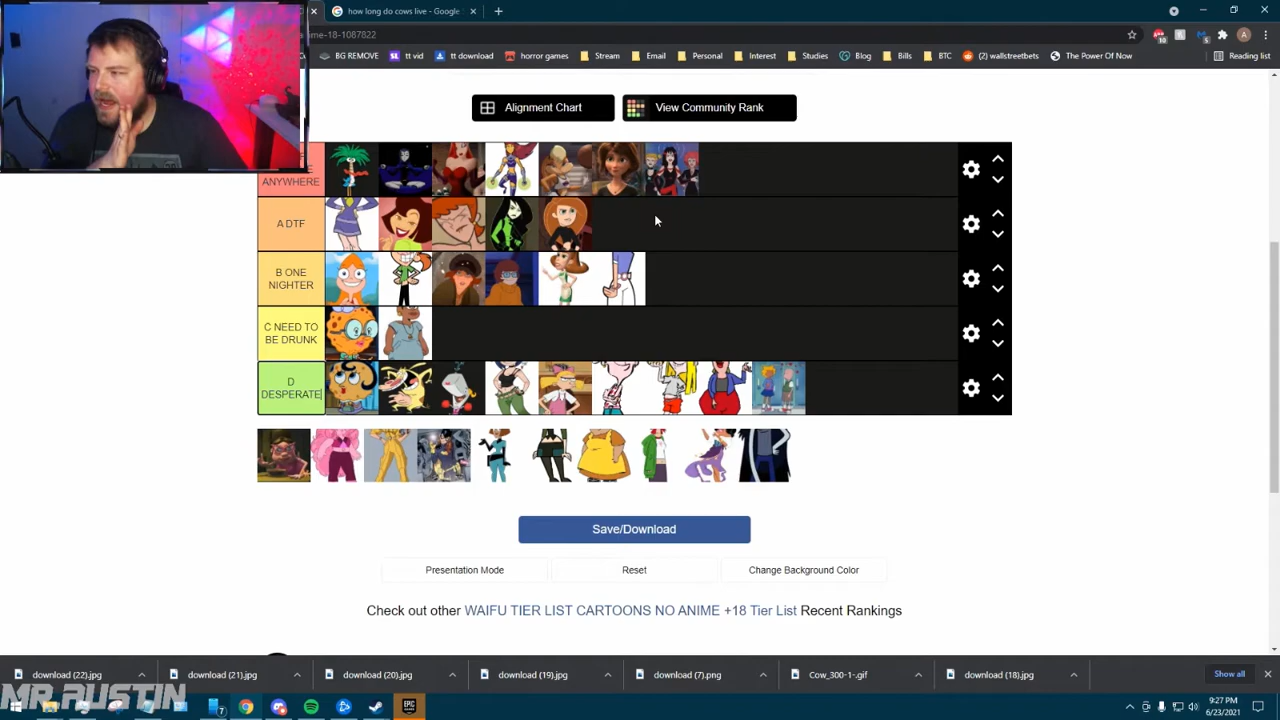 how long do cows live - Google
ime-18-1087822
BG REMOVE
tt vid
tt download
horror games
Stream
Email
Personal
Interest
Studies
Blog
Bills
BTC
(2) wallstreetbets
The Power Of Now
Reading list
Alignment Chart
View Community Rank
ANYWHERE
A DTF
B ONE
NIGHTER
C NEED TO
BE DRUNK
D
DESPERATE
Save/Download
Presentation Mode
Reset
Change Background Color
Check out other WAIFU TIER LIST CARTOONS NO ANIME +18 Tier List Recent Rankings
download (22).jpg
download (21).jpg
download (20).jpg
download (19).jpg
download (7).png
Cow_300-1-.gif
download (18).jpg
Show all
MR.AUSTIN
EPIC
9:27 PM
6/23/2021